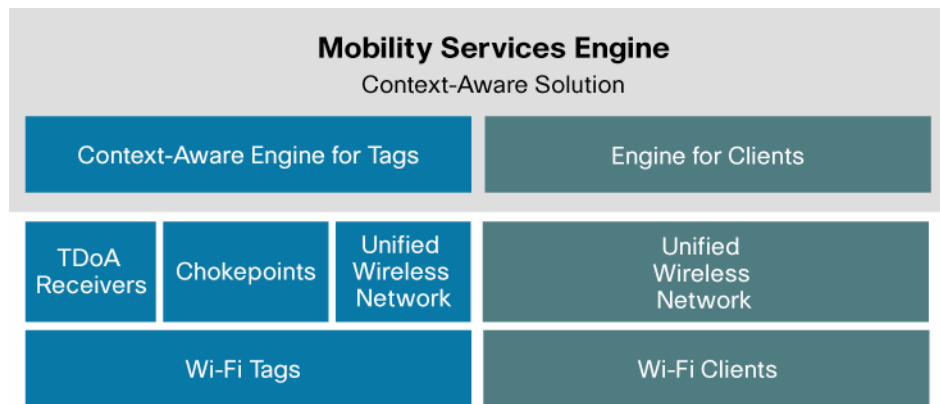 Mobility Services Engine
Context-Aware Solution
Context-Aware Engine for Tags
Engine for Clients
TDoA
Receivers
Chokepoints
Unified
Wireless
Network
Unified
Wireless
Network
Wi-Fi Tags
Wi-Fi Clients